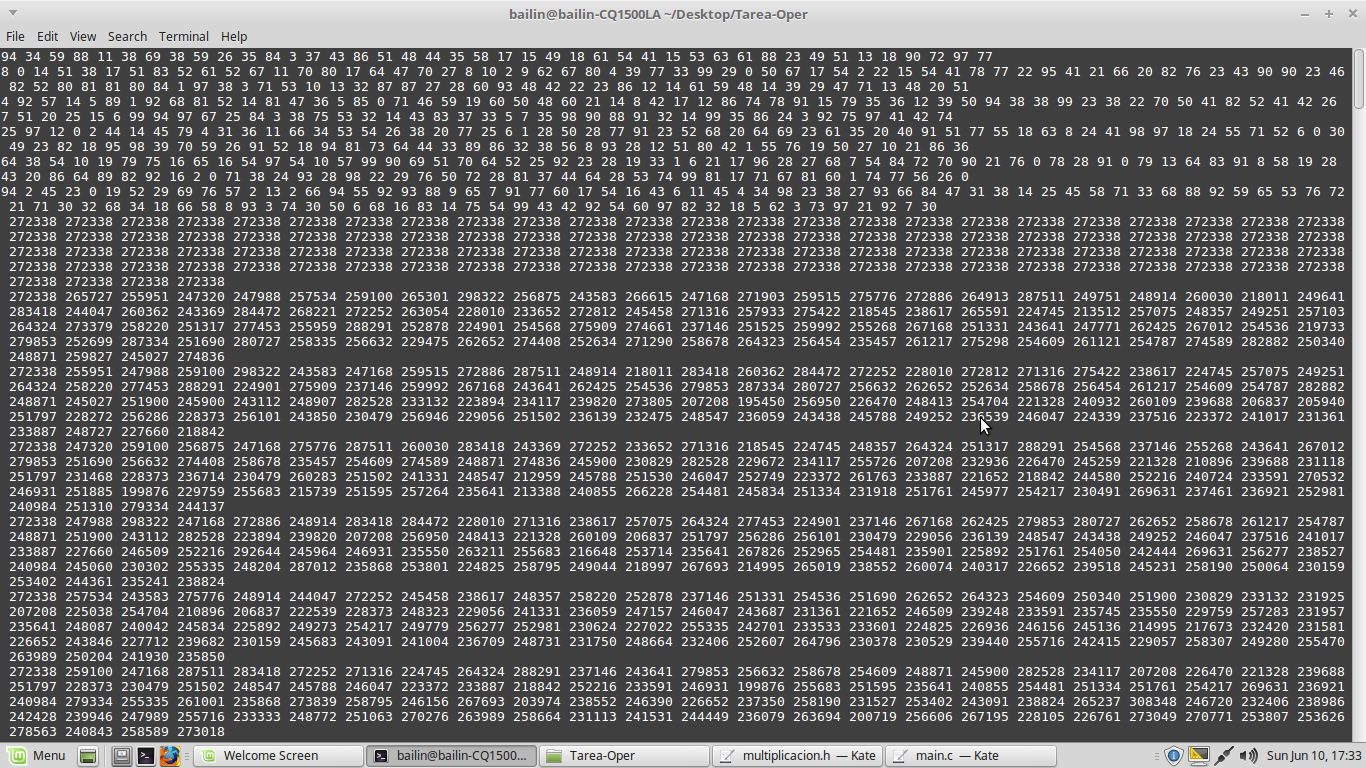 bailin@bailin-CQ1500LA ~/Desktop/Tarea-Oper
File Edit View Search Terminal Help
94 34 59 88 11 38 69 38 59 26 35 84 3 37 43 86 51 48 44 35 58 17 15 49 18 61 54 41 15 53 63 61 88 23 49 51 13 18 90 72 97 77
8 0 14 51 38 17 51 83 52 61 52 67 11 70 80 17 64 47 70 27 8 10 2 9 62 67 80 4 39 77 33 99 29 0 50 67 17 54 2 22 15 54 41 78 77 22 95 41 21 66 20 82 76 23 43 90 90 23 46
82 52 80 81 81 80 84 1 97 38 3 71 53 10 13 32 87 87 27 28 60 93 48 42 22 23 86 12 14 61 59 48 14 39 29 47 71 13 48 20 51
4 92 57 14 5 89 1 92 68 81 52 14 81 47 36 5 85 0 71 46 59 19 60 50 48 60 21 14 8 42 17 12 86 74 78 91 15 79 35 36 12 39 50 94 38 38 99 23 38 22 70 50 41 82 52 41 42 26
7 51 20 25 15 6 99 94 97 67 25 84 3 38 75 53 32 14 43 83 37 33 5 7 35 98 90 88 91 32 14 99 35 86 24 3 92 75 97 41 42 74
25 97 12 0 2 44 14 45 79 4 31 36 11 66 34 53 54 26 38 20 77 25 6 1 28 50 28 77 91 23 52 68 20 64 69 23 61 35 20 40 91 51 77 55 18 63 8 24 41 98 97 18 24 55 71 52 6 0 30
49 23 82 18 95 98 39 70 59 26 91 52 18 94 81 73 64 44 33 89 86 32 38 56 8 93 28 12 51 80 42 1 55 76 19 50 27 10 21 86 36
64 38 54 10 19 79 75 16 65 16 54 97 54 10 57 99 90 69 51 70 64 52 25 92 23 28 19 33 1 6 21 17 96 28 27 68 7 54 84 72 70 90 21 76 0 78 28 91 0 79 13 64 83 91 8 58 19 28
43 20 86 64 89 82 92 16 2 0 71 38 24 93 28 98 22 29 76 50 72 28 81 37 44 64 28 53 74 99 81 17 71 67 81 60 1 74 77 56 26 0
94 2 45 23 0 19 52 29 69 76 57 2 13 2 66 94 55 92 93 88 9 65 7 91 77 60 17 54 16 43 6 11 45 4 34 98 23 38 27 93 66 84 47 31 38 14 25 45 58 71 33 68 88 92 59 65 53 76 72
21 71 30 32 68 34 18 66 58 8 93 3 74 30 50 6 68 16 83 14 75 54 99 43 42 92 54 60 97 82 32 18 5 62 3 73 97 21 92 7 30
272338 272338 272338 272338 272338 272338 272338 272338 272338 272338 272338 272338 272338 272338 272338 272338 272338 272338 272338 272338 272338 272338 272338 272338
272338 272338 272338 272338 272338 272338 272338 272338 272338 272338 272338 272338 272338 272338 272338 272338 272338 272338 272338 272338 272338 272338 272338 272338
272338 272338 272338 272338 272338 272338 272338 272338 272338 272338 272338 272338 272338 272338 272338 272338 272338 272338 272338 272338 272338 272338 272338 272338
272338 272338 272338 272338 272338 272338 272338 272338 272338 272338 272338 272338 272338 272338 272338 272338 272338 272338 272338 272338 272338 272338 272338 272338
272338 272338 272338 272338
272338 265727 255951 247320 247988 257534 259100 265301 298322 256875 243583 266615 247168 271903 259515 275776 272886 264913 287511 249751 248914 260030 218011 249641
283418 244047 260362 243369 284472 268221 272252 263054 228010 233652 272812 245458 271316 257933 275422 218545 238617 265591 224745 213512 257075 248357 249251 257103
264324 273379 258220 251317 277453 255959 288291 252878 224901 254568 275909 274661 237146 251525 259992 255268 267168 251331 243641 247771 262425 267012 254536 219733
279853 252699 287334 251690 280727 258335 256632 229475 262652 274408 252634 271290 258678 264323 256454 235457 261217 275298 254609 261121 254787 274589 282882 250340
248871 259827 245027 274836
272338 255951 247988 259100 298322 243583 247168 259515 272886 287511 248914 218011 283418 260362 284472 272252 228010 272812 271316 275422 238617 224745 257075 249251
264324 258220 277453 288291 224901 275909 237146 259992 267168 243641 262425 254536 279853 287334 280727 256632 262652 252634 258678 256454 261217 254609 254787 282882
248871 245027 251900 245900 243112 248907 282528 233132 223894 234117 239820 273805 207208 195450 256950 226470 248413 254704 221328 240932 260109 239688 206837 205940
251797 228272 256286 228373 256101 243850 230479 256946 229056 251502 236139 232475 248547 236059 243438 245788 249252 236539 246047 224339 237516 223372 241017 231361
233887 248727 227660 218842
272338 247320 259100 256875 247168 275776 287511 260030 283418 243369 272252 233652 271316 218545 224745 248357 264324 251317 288291 254568 237146 255268 243641 267012
279853 251690 256632 274408 258678 235457 254609 274589 248871 274836 245900 230829 282528 229672 234117 255726 207208 232936 226470 245259 221328 210896 239688 231118
251797 231468 228373 236714 230479 260283 251502 241331 248547 212959 245788 251530 246047 252749 223372 261763 233887 221652 218842 244580 252216 240724 233591 270532
246931 251885 199876 229759 255683 215739 251595 257264 235641 213388 240855 266228 254481 245834 251334 231918 251761 245977 254217 230491 269631 237461 236921 252981
240984 251310 279334 244137
272338 247988 298322 247168 272886 248914 283418 284472 228010 271316 238617 257075 264324 277453 224901 237146 267168 262425 279853 280727 262652 258678 261217 254787
248871 251900 243112 282528 223894 239820 207208 256950 248413 221328 260109 206837 251797 256286 256101 230479 229056 236139 248547 243438 249252 246047 237516 241017
233887 227660 246509 252216 292644 245964 246931 235550 263211 255683 216648 253714 235641 267826 252965 254481 235901 225892 251761 254050 242444 269631 256277 238527
240984 245060 230302 255335 248204 287012 235868 253801 224825 258795 249044 218997 267693 214995 265019 238552 260074 240317 226652 239518 245231 258190 250064 230159
253402 244361 235241 238824
272338 257534 243583 275776 248914 244047 272252 245458 238617 248357 258220 252878 237146 251331 254536 251690 262652 264323 254609 250340 251900 230829 233132 231925
207208 225038 254704 210896 206837 222539 228373 248323 229056 241331 236059 247157 246047 243687 231361 221652 246509 239248 233591 235745 235550 229759 257283 231957
235641 248087 240042 245834 225892 249273 254217 249779 256277 252981 230624 227022 255335 242701 233533 233601 224825 226936 246156 245136 214995 217673 232420 231581
226652 243846 227712 239682 230159 245683 243091 241004 236709 248731 231750 248664 232406 252607 264796 230378 230529 239440 255716 242415 229057 258307 249280 255470
263989 250204 241930 235850
272338 259100 247168 287511 283418 272252 271316 224745 264324 288291 237146 243641 279853 256632 258678 254609 248871 245900 282528 234117 207208 226470 221328 239688
251797 228373 230479 251502 248547 245788 246047 223372 233887 218842 252216 233591 246931 199876 255683 251595 235641 240855 254481 251334 251761 254217 269631 236921
240984 279334 255335 261001 235868 273839 258795 246156 267693 203974 238552 246390 226652 237350 258190 231527 253402 243091 238824 265237 308348 246720 232406 238986
242428 239946 247989 255716 233333 248772 251063 270276 263989 258664 231113 241531 244449 236079 263694 200719 256606 267195 228105 226761 273049 270771 253807 253626
278563 240843 258589 273018
Menu Welcome Screen bailin@bailin-CQ1500... Tarea-Oper multiplicacion.h — Kate main.c — Kate Sun Jun 10, 17:33